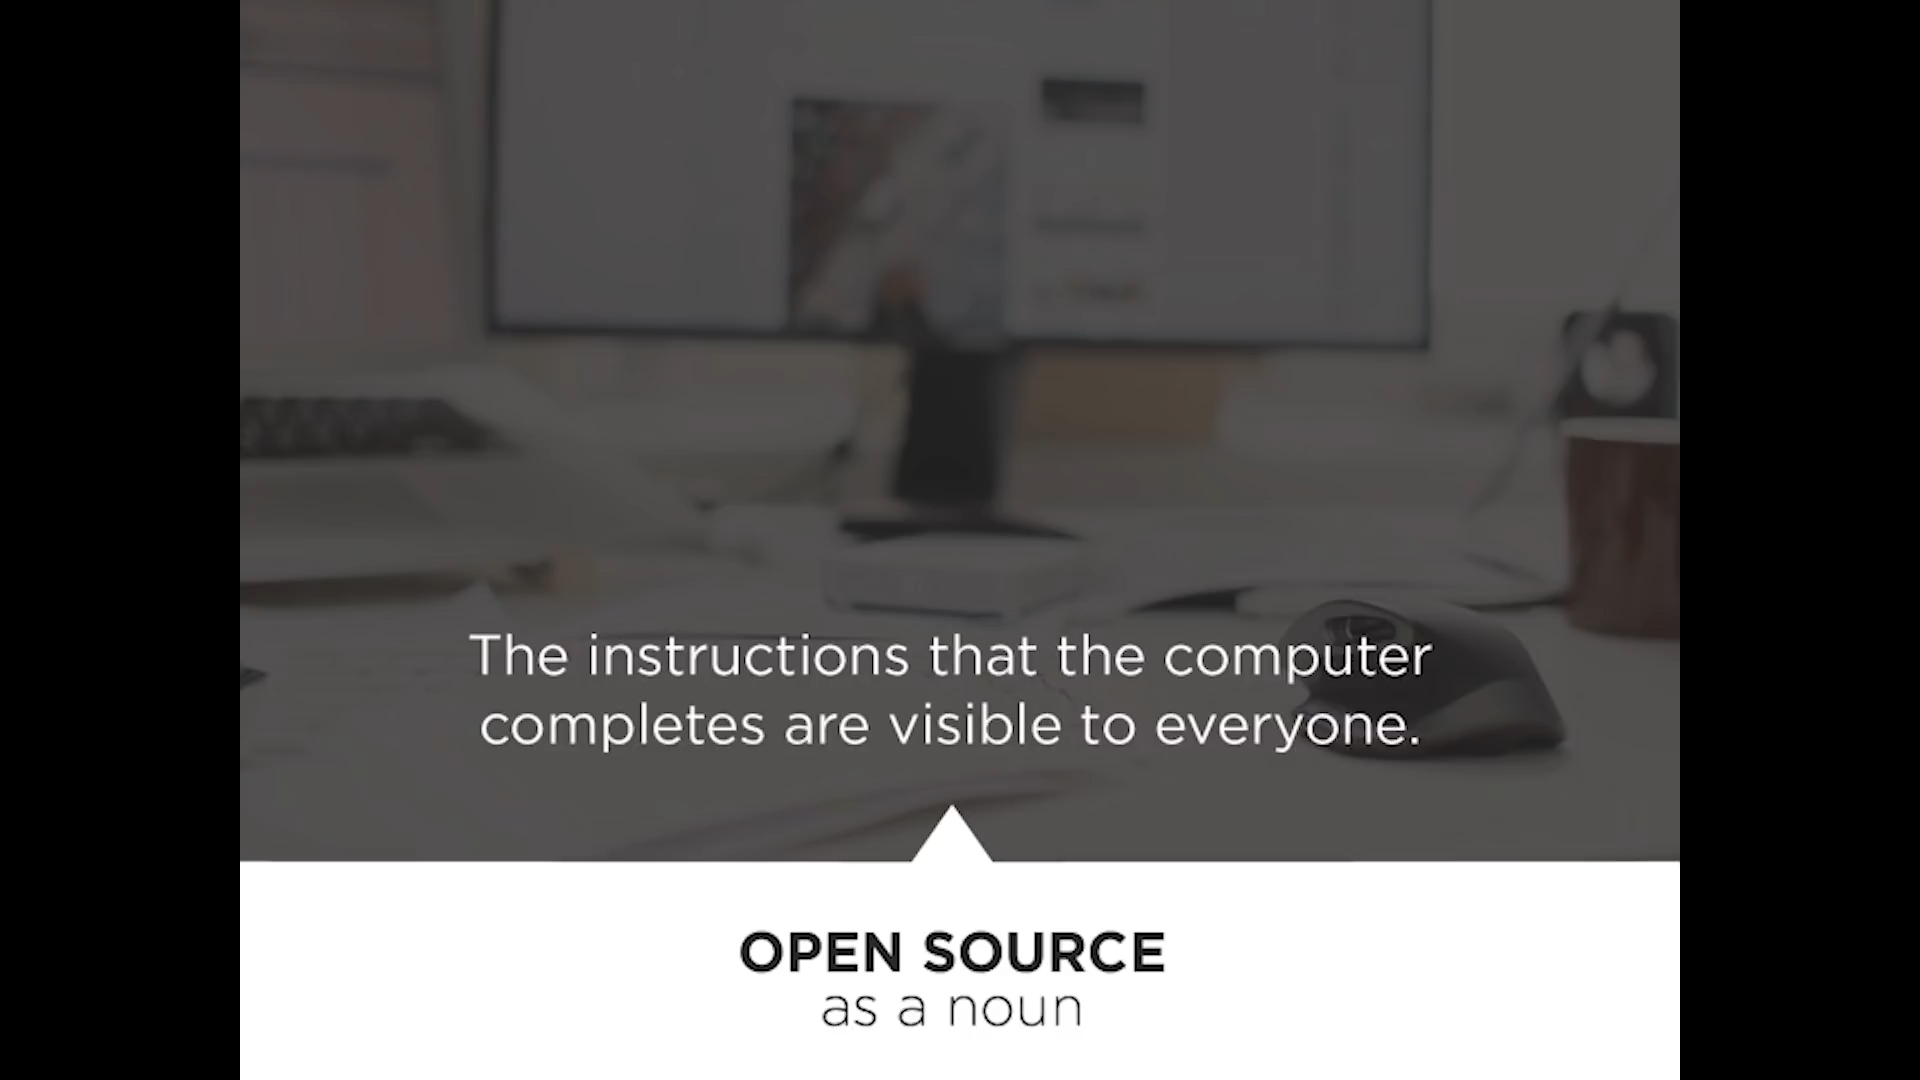 The instructions that the computer
completes are visible to everyone.
OPEN SOURCE
as a noun